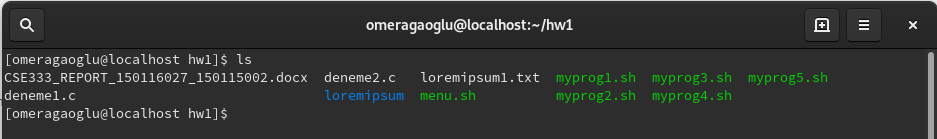 omeragaoglu@localhost:~/hw1
[omeragaoglu@localhost hw1]$ ls
CSE333_REPORT_150116027_150115002.docx  deneme2.c   loremipsum1.txt  myprog1.sh  myprog3.sh  myprog5.sh
deneme1.c                               loremipsum  menu.sh          myprog2.sh  myprog4.sh
[omeragaoglu@localhost hw1]$